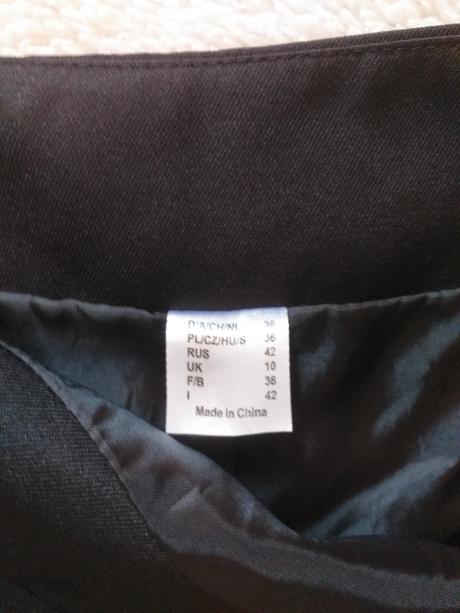 D/A/CH/NL 36
PL/CZ/HU/S 36
RUS 42
UK 10
F/B 38
I 42
Made in China